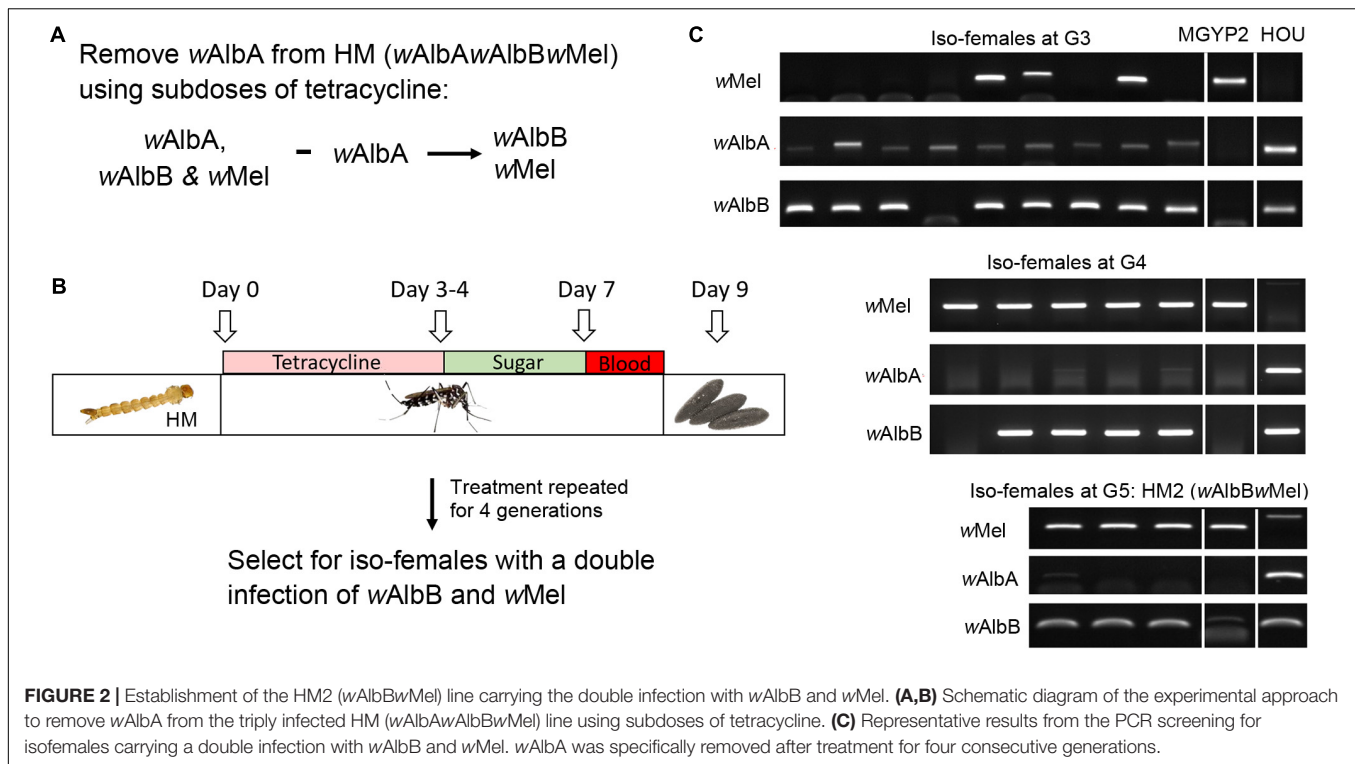 A
Remove wAlbA from HM (wAlbAwAlbBwMel)
using subdoses of tetracycline:
wAlbA,
wAlbB & wMel
-
wAlbA
wAlbB
wMel
B
Day 0
Day 3-4
Day 7
Day 9
Tetracycline
Sugar
Blood
HM
Treatment repeated
for 4 generations
Select for iso-females with a double
infection of wAlbB and wMel
C
Iso-females at G3
MGYP2
HOU
wMel
wAlbA
wAlbB
Iso-females at G4
wMel
wAlbA
wAlbB
Iso-females at G5: HM2 (wAlbBwMel)
wMel
wAlbA
wAlbB
FIGURE 2 | Establishment of the HM2 (wAlbBwMel) line carrying the double infection with wAlbB and wMel. (A,B) Schematic diagram of the experimental approach
to remove wAlbA from the triply infected HM (wAlbAwAlbBwMel) line using subdoses of tetracycline. (C) Representative results from the PCR screening for
isofemales carrying a double infection with wAlbB and wMel. wAlbA was specifically removed after treatment for four consecutive generations.